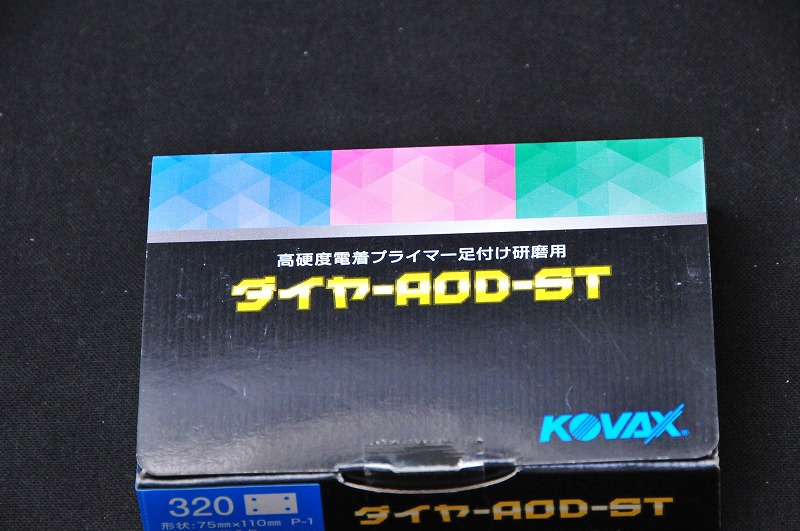 高硬度電着プライマー足付け研磨用
ダイヤ-AOD-ST
KOVAX®
320
形状:75mm×110mm P-1
ダイヤ-AOD-ST